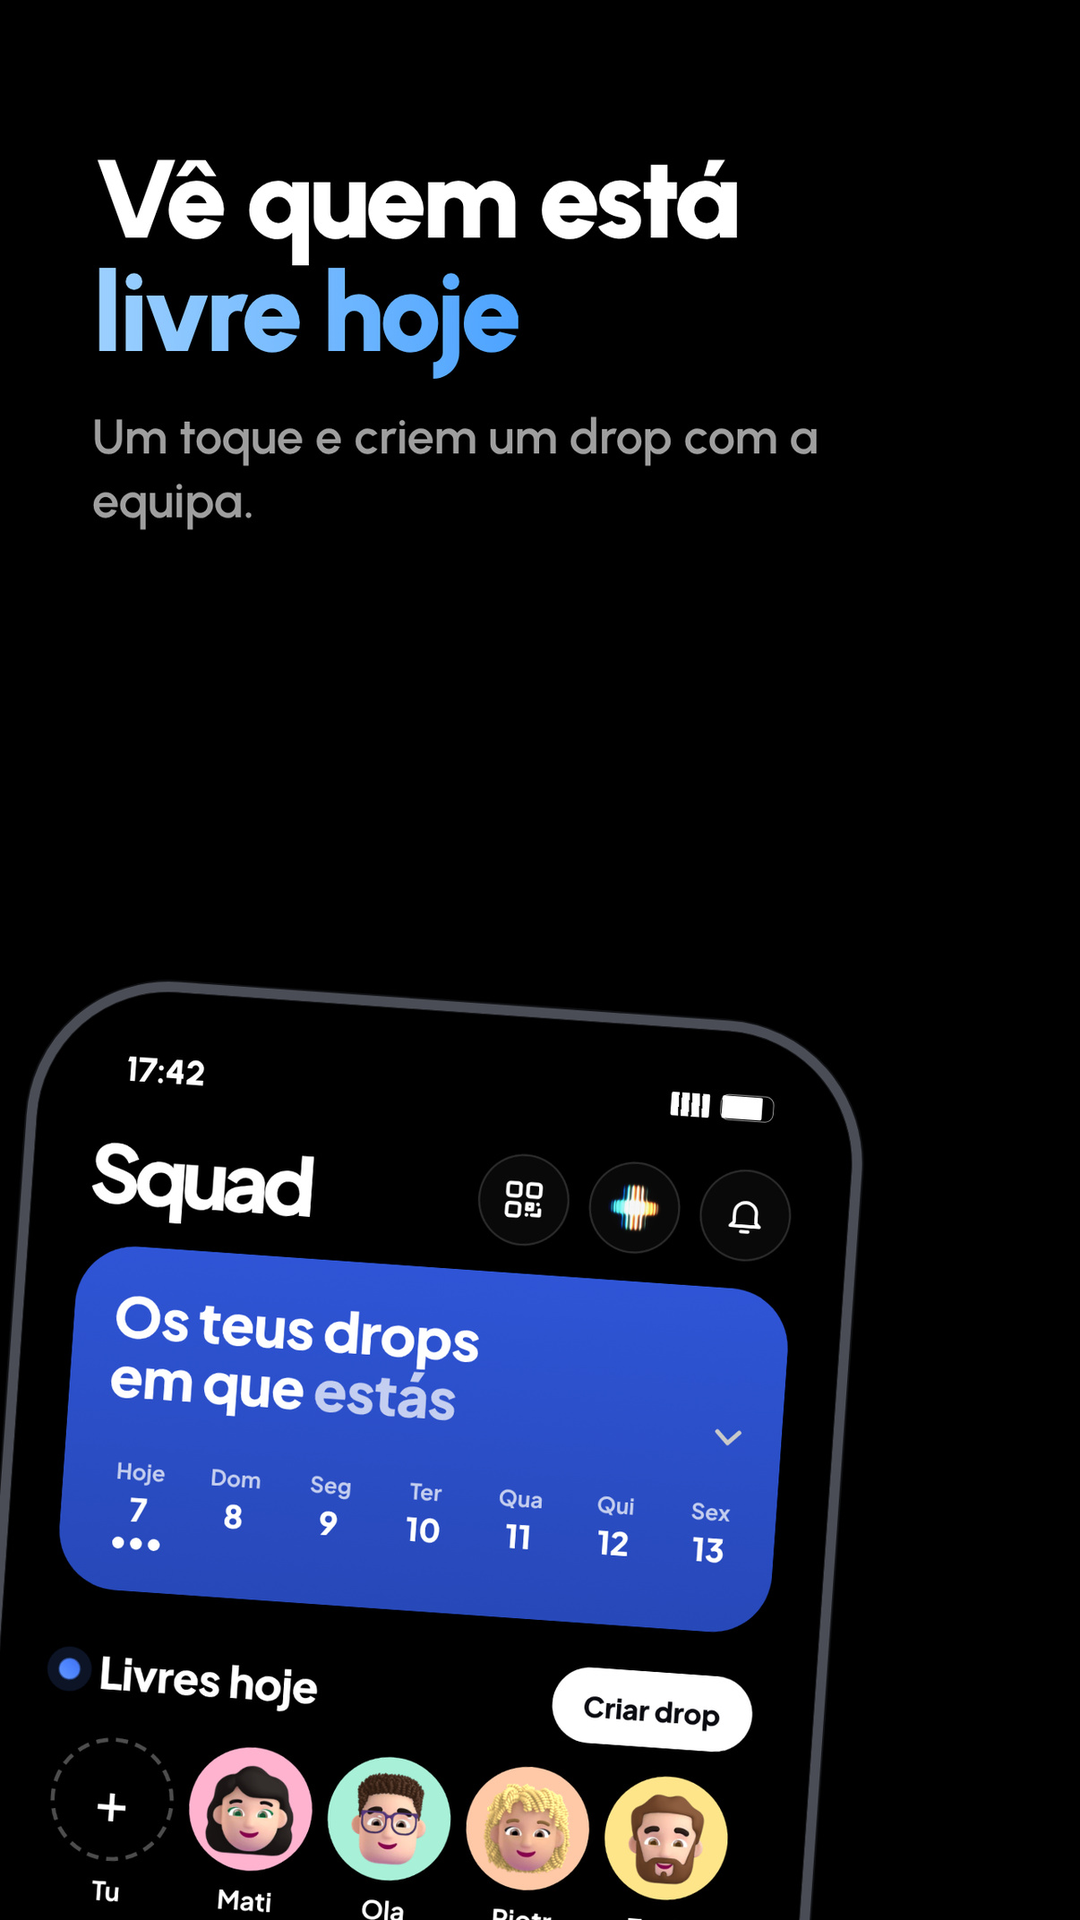 Vê quem está
livre hoje
Um toque e criem um drop com a
equipa.
17:42
Squad
Os teus drops
em que estás
Hoje Dom Seg Ter Qua Qui Sex
7 8 9 10 11 12 13
Livres hoje
Criar drop
Tu Mati Ola